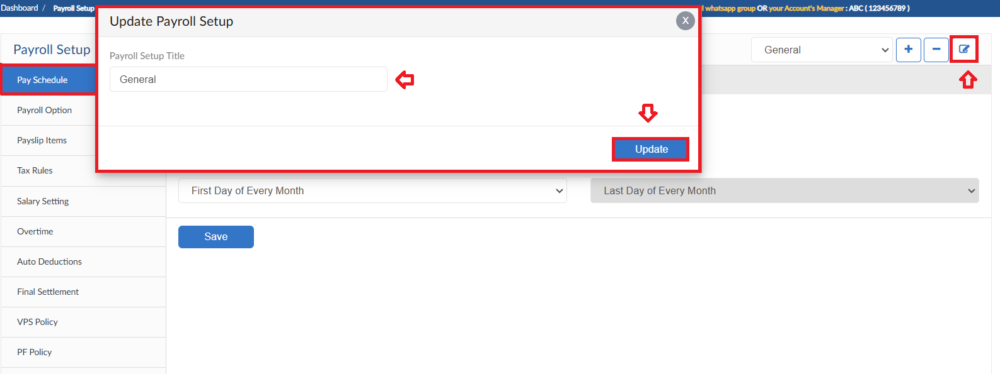 Dashboard / Payroll Setup
whatsapp group OR your Account's Manager : ABC ( 123456789 )
Update Payroll Setup
X
Payroll Setup Title
General
Update
Payroll Setup
General
Pay Schedule
Payroll Option
Payslip Items
Tax Rules
Salary Setting
Overtime
Auto Deductions
Final Settlement
VPS Policy
PF Policy
First Day of Every Month
Last Day of Every Month
Save